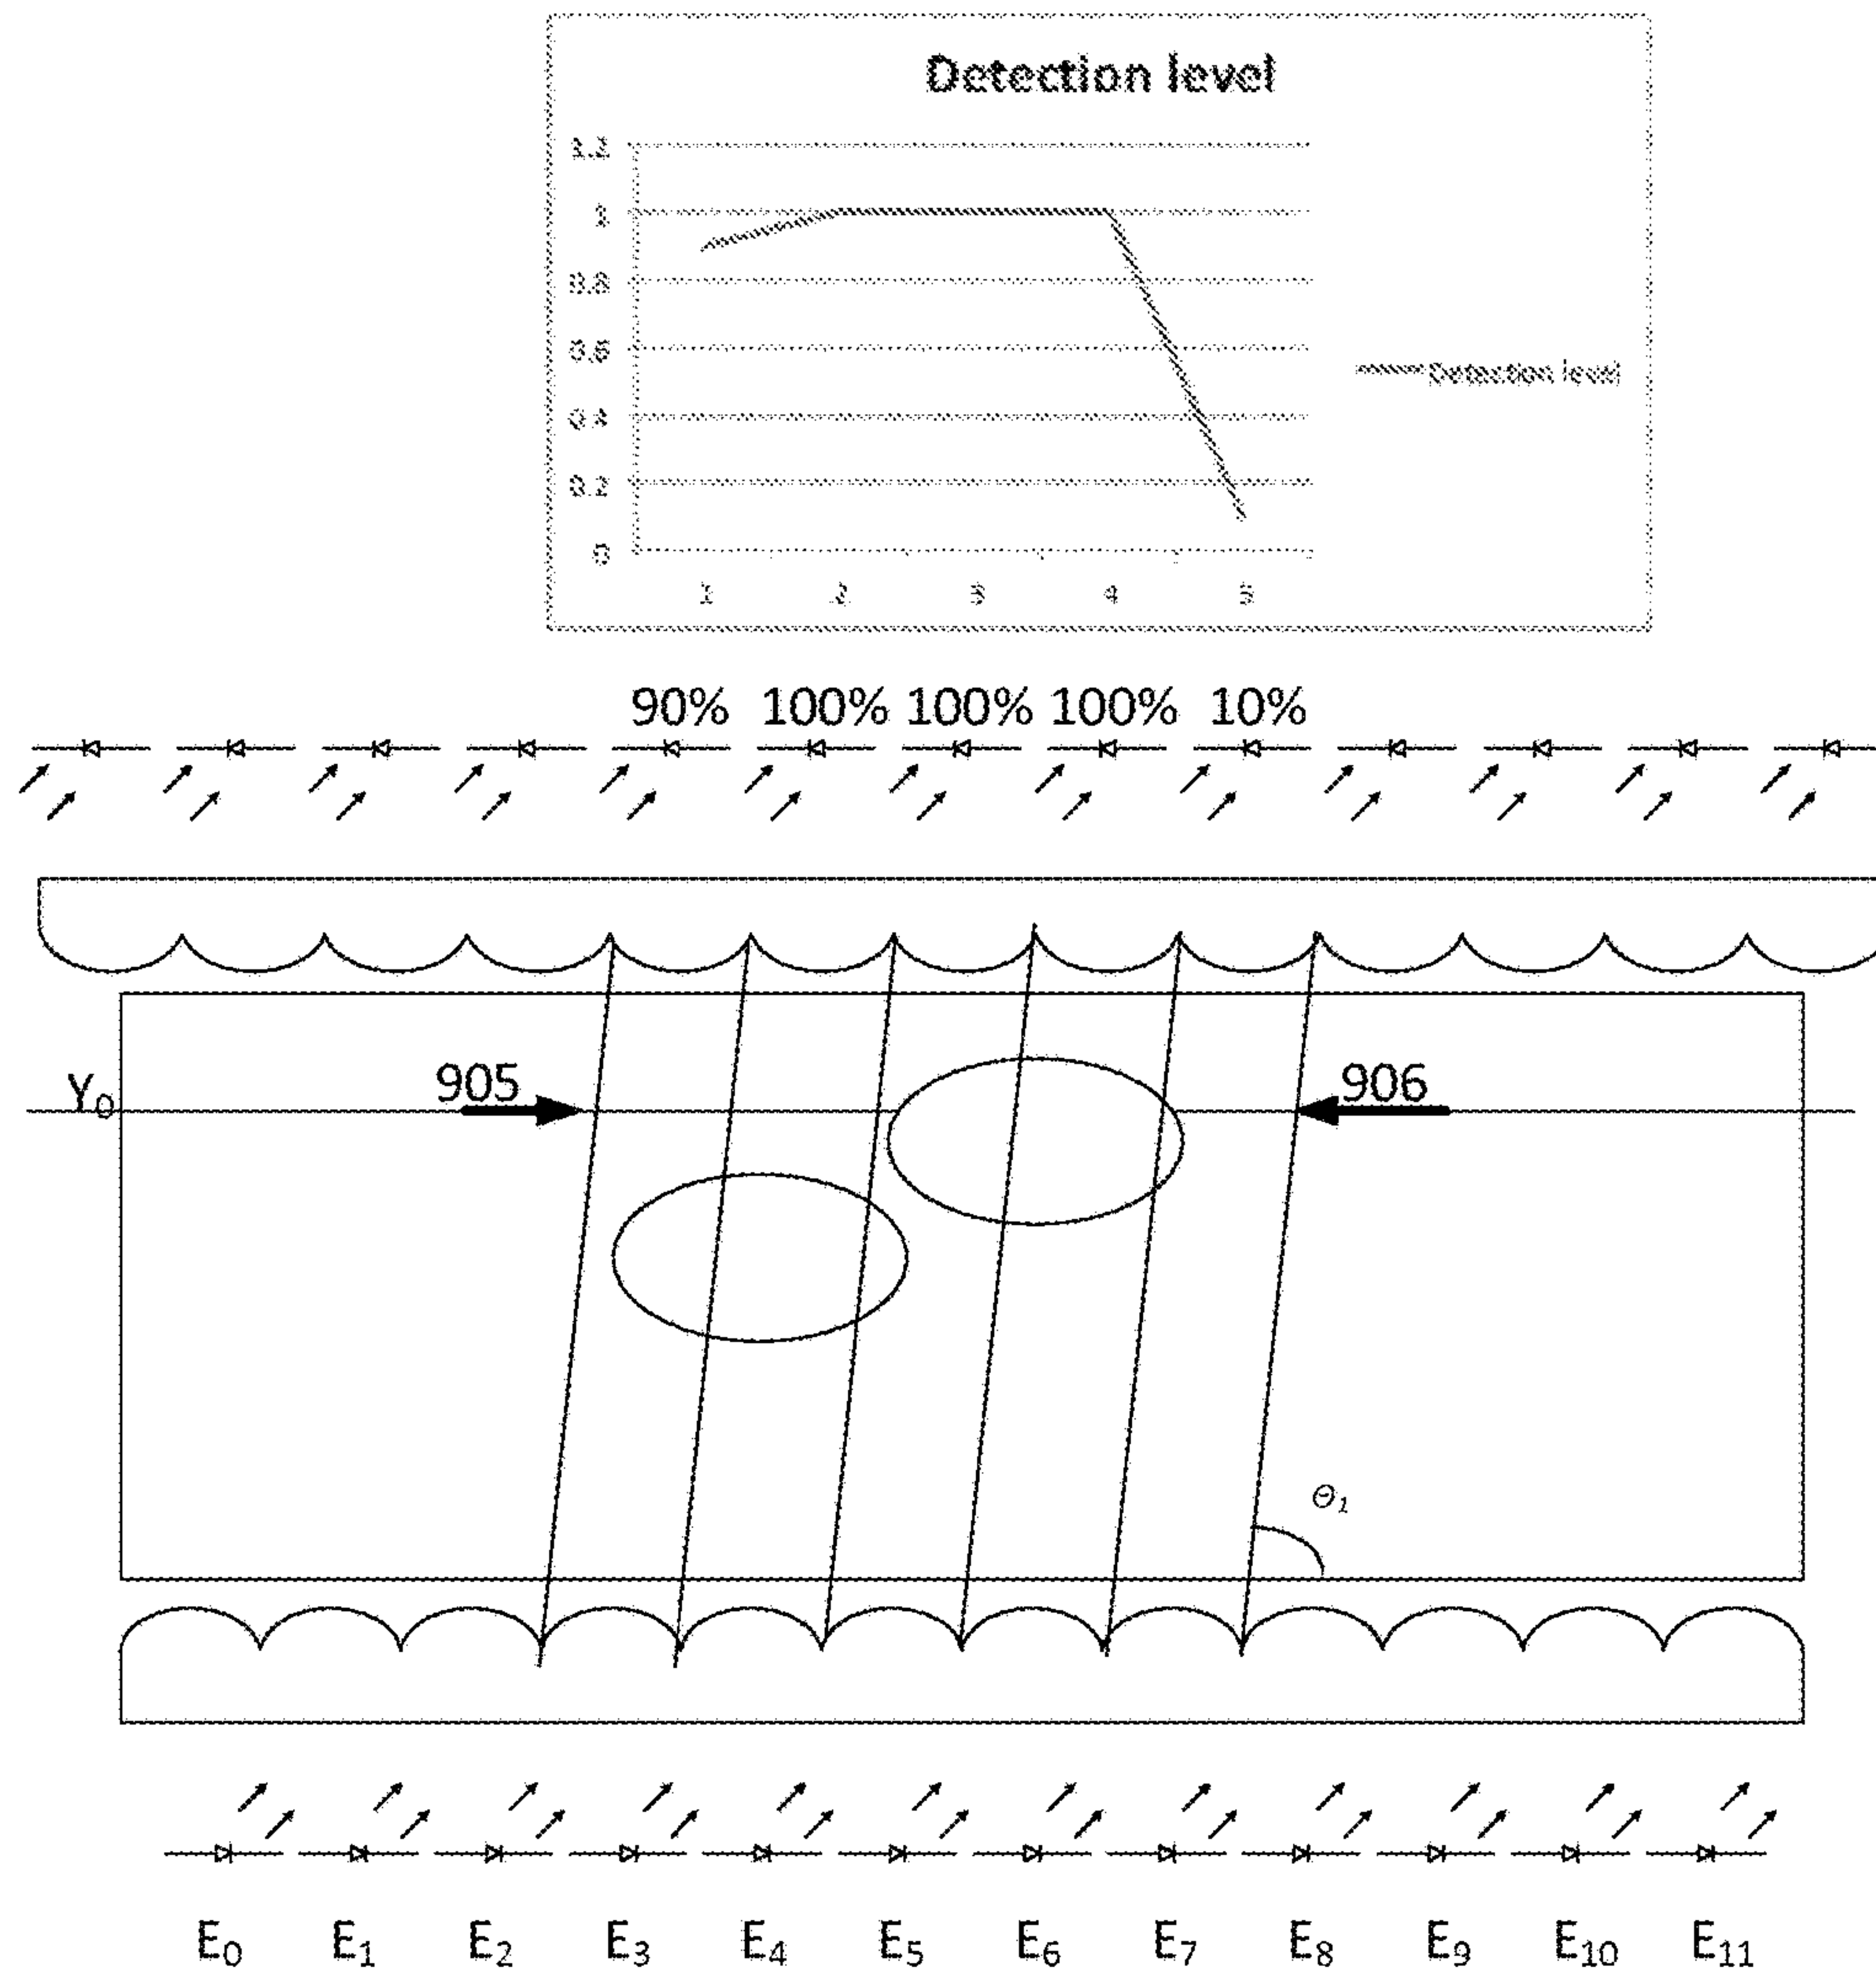 Detection level
1.2
1
0.8
0.6
0.4
0.2
0
1 2 3 4 5
Detection level
90% 100% 100% 100% 10%
Y₀
905
906
Θ₁
E₀ E₁ E₂ E₃ E₄ E₅ E₆ E₇ E₈ E₉ E₁₀ E₁₁